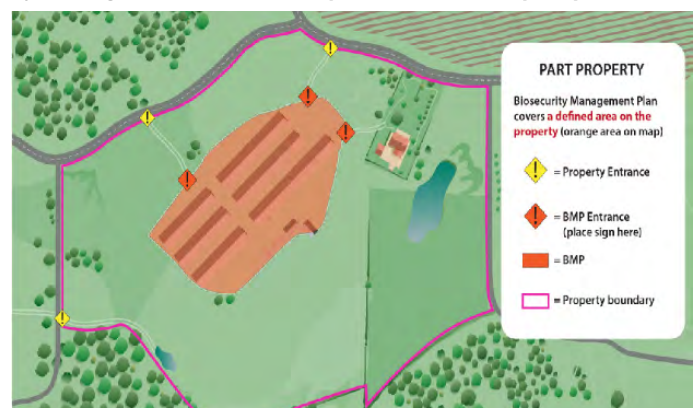 PART PROPERTY
Biosecurity Management Plan
covers a defined area on the
property (orange area on map)
! = Property Entrance
! = BMP Entrance
(place sign here)
= BMP
= Property boundary
!
!
!
!
!
!